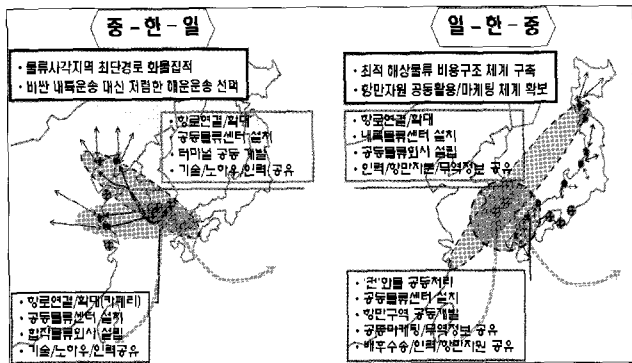 중-한-일
• 물류사각지역 최단경로 화물집적
• 비싼 내륙운송 대신 저렴한 해운운송 선택
• 항로연결/확대
• 공동물류센터 설치
• 터미널 공동 개발
• 기술/노하우/인력 공유
• 항로연결/확대(카페리)
• 공동물류센터 설치
• 합작물류회사 설립
• 기술/노하우/인력공유
일-한-중
• 최적 해상물류 비용구조 체계 구축
• 항만자원 공동활용/마케팅 체계 확보
• 항로연결/확대
• 내륙물류센터 설치
• 공동물류회사 설립
• 인력/항만자본/무역정보 공유
• '컨'화물 공동처리
• 공동물류센터 설치
• 항만구역 공동개발
• 공동마케팅/무역정보 공유
• 배후수송/인력/항만자원 공유